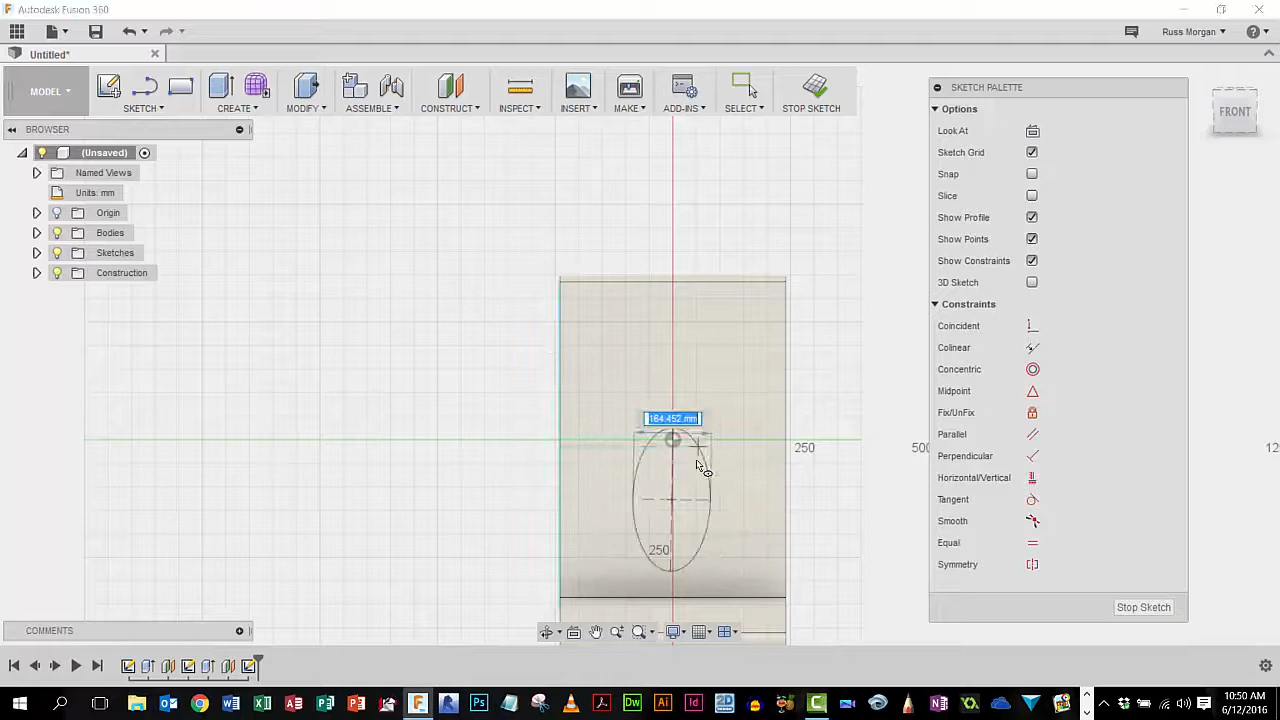 Autodesk Fusion 360
Russ Morgan
Untitled*
MODEL
SKETCH
CREATE
MODIFY
ASSEMBLE
CONSTRUCT
INSPECT
INSERT
MAKE
ADD-INS
SELECT
STOP SKETCH
BROWSER
(Unsaved)
Named Views
Units: mm
Origin
Bodies
Sketches
Construction
SKETCH PALETTE
Options
Look At
Sketch Grid
Snap
Slice
Show Profile
Show Points
Show Constraints
3D Sketch
Constraints
Coincident
Colinear
Concentric
Midpoint
Fix/UnFix
Parallel
Perpendicular
Horizontal/Vertical
Tangent
Smooth
Equal
Symmetry
Stop Sketch
FRONT
164.452 mm
250
500
250
COMMENTS
10:50 AM
6/12/2016